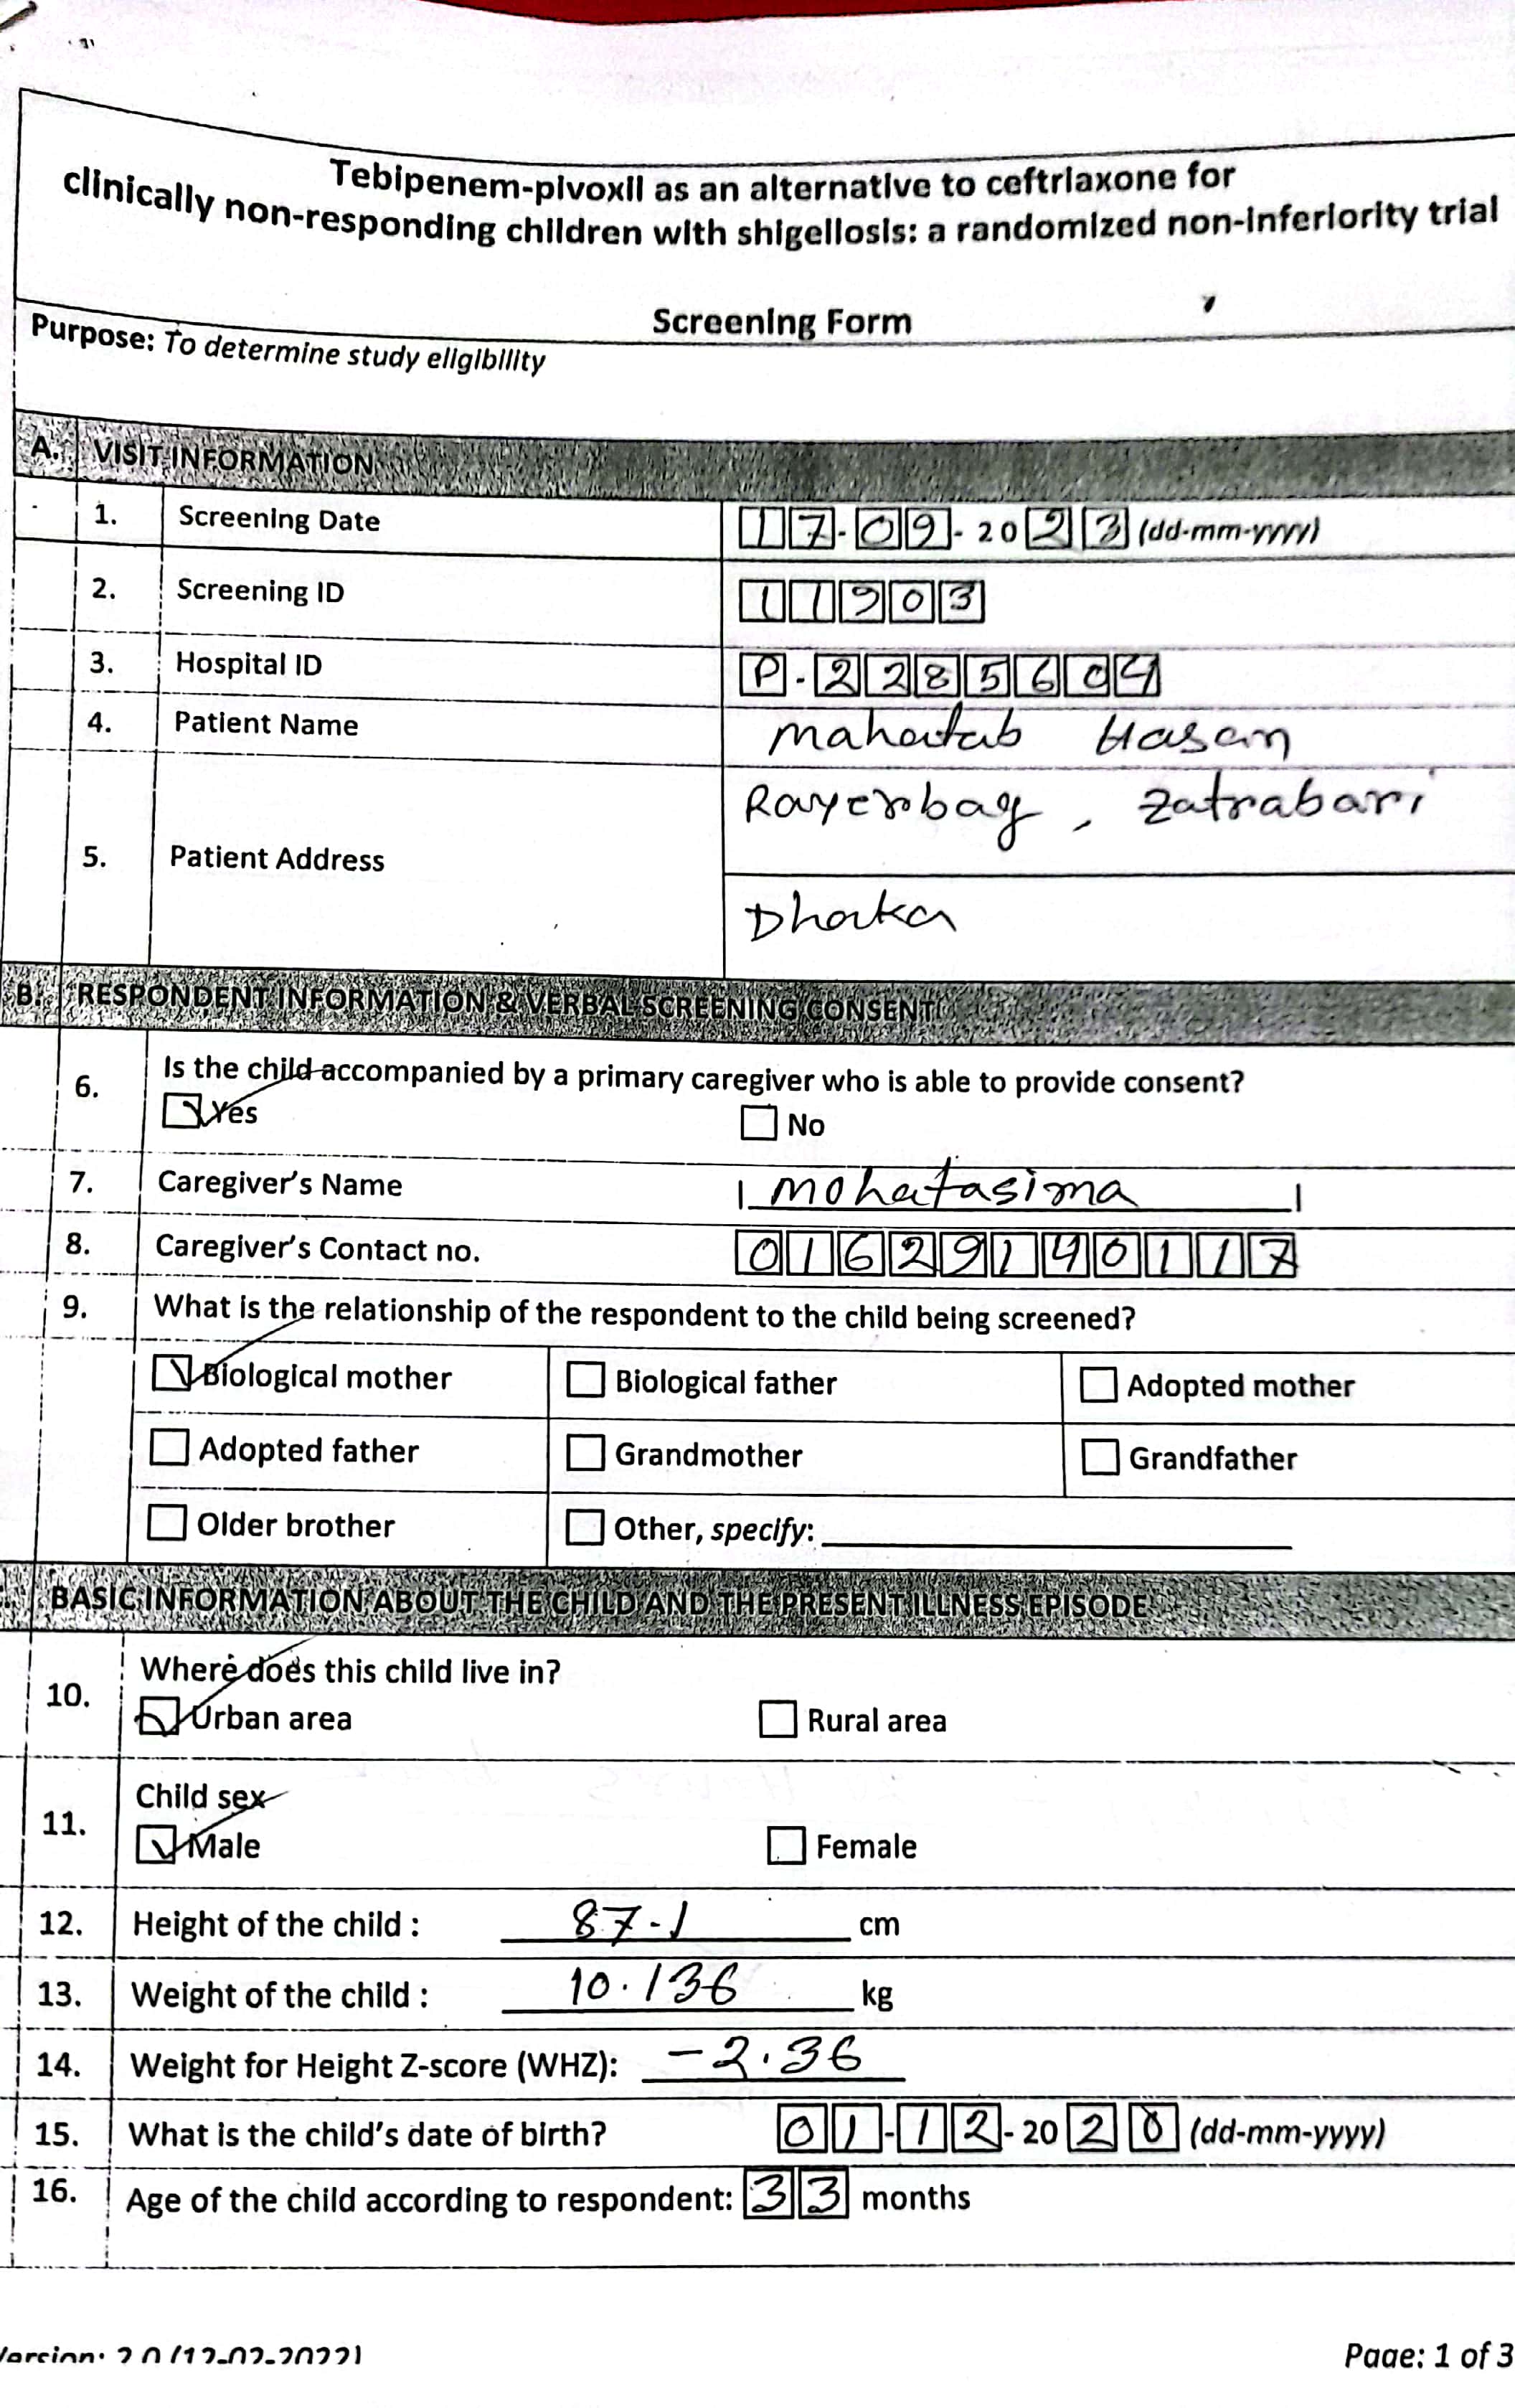 Tebipenem-pivoxil as an alternative to ceftriaxone for
clinically non-responding children with shigellosis: a randomized non-inferiority trial
Screening Form
Purpose: To determine study eligibility
A. VISIT INFORMATION
1. Screening Date 17-09-2023 (dd-mm-yyyy)
2. Screening ID 11903
3. Hospital ID P-2285604
4. Patient Name Mahatab Hasan
5. Patient Address Rayerbag, Zatrabari
Dhaka
B. RESPONDENT INFORMATION & VERBAL SCREENING CONSENT
6. Is the child accompanied by a primary caregiver who is able to provide consent?
☑ Yes ☐ No
7. Caregiver's Name Mohatasima
8. Caregiver's Contact no. 01629140117
9. What is the relationship of the respondent to the child being screened?
☑ Biological mother ☐ Biological father ☐ Adopted mother
☐ Adopted father ☐ Grandmother ☐ Grandfather
☐ Older brother ☐ Other, specify:
BASIC INFORMATION ABOUT THE CHILD AND THE PRESENT ILLNESS EPISODE
10. Where does this child live in?
☑ Urban area ☐ Rural area
11. Child sex
☑ Male ☐ Female
12. Height of the child : 87.1 cm
13. Weight of the child : 10.136 kg
14. Weight for Height Z-score (WHZ): -2.36
15. What is the child's date of birth? 01-12-2020 (dd-mm-yyyy)
16. Age of the child according to respondent: 33 months
Version: 2.0 (12-02-2022)
Page: 1 of 3